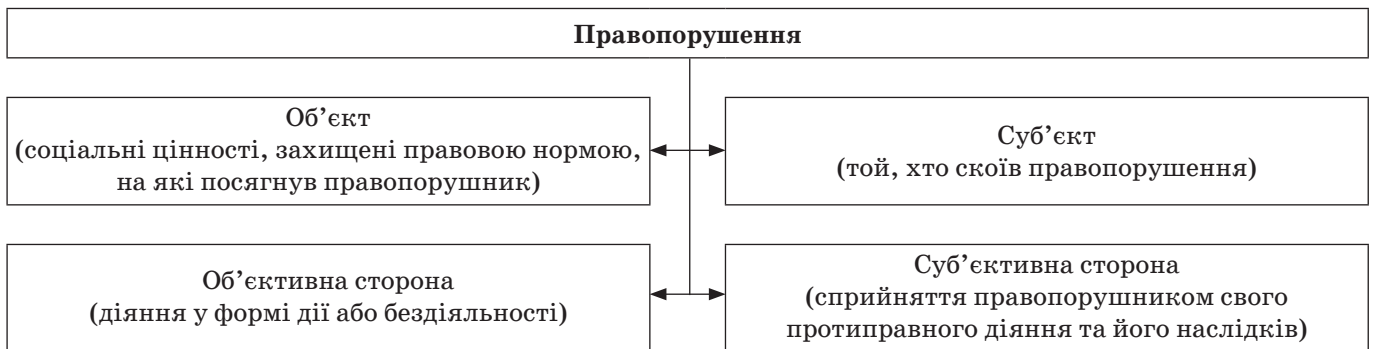 Правопорушення
Об’єкт
(соціальні цінності, захищені правовою нормою,
на які посягнув правопорушник)
Суб’єкт
(той, хто скоїв правопорушення)
Об’єктивна сторона
(діяння у формі дії або бездіяльності)
Суб’єктивна сторона
(сприйняття правопорушником свого
протиправного діяння та його наслідків)